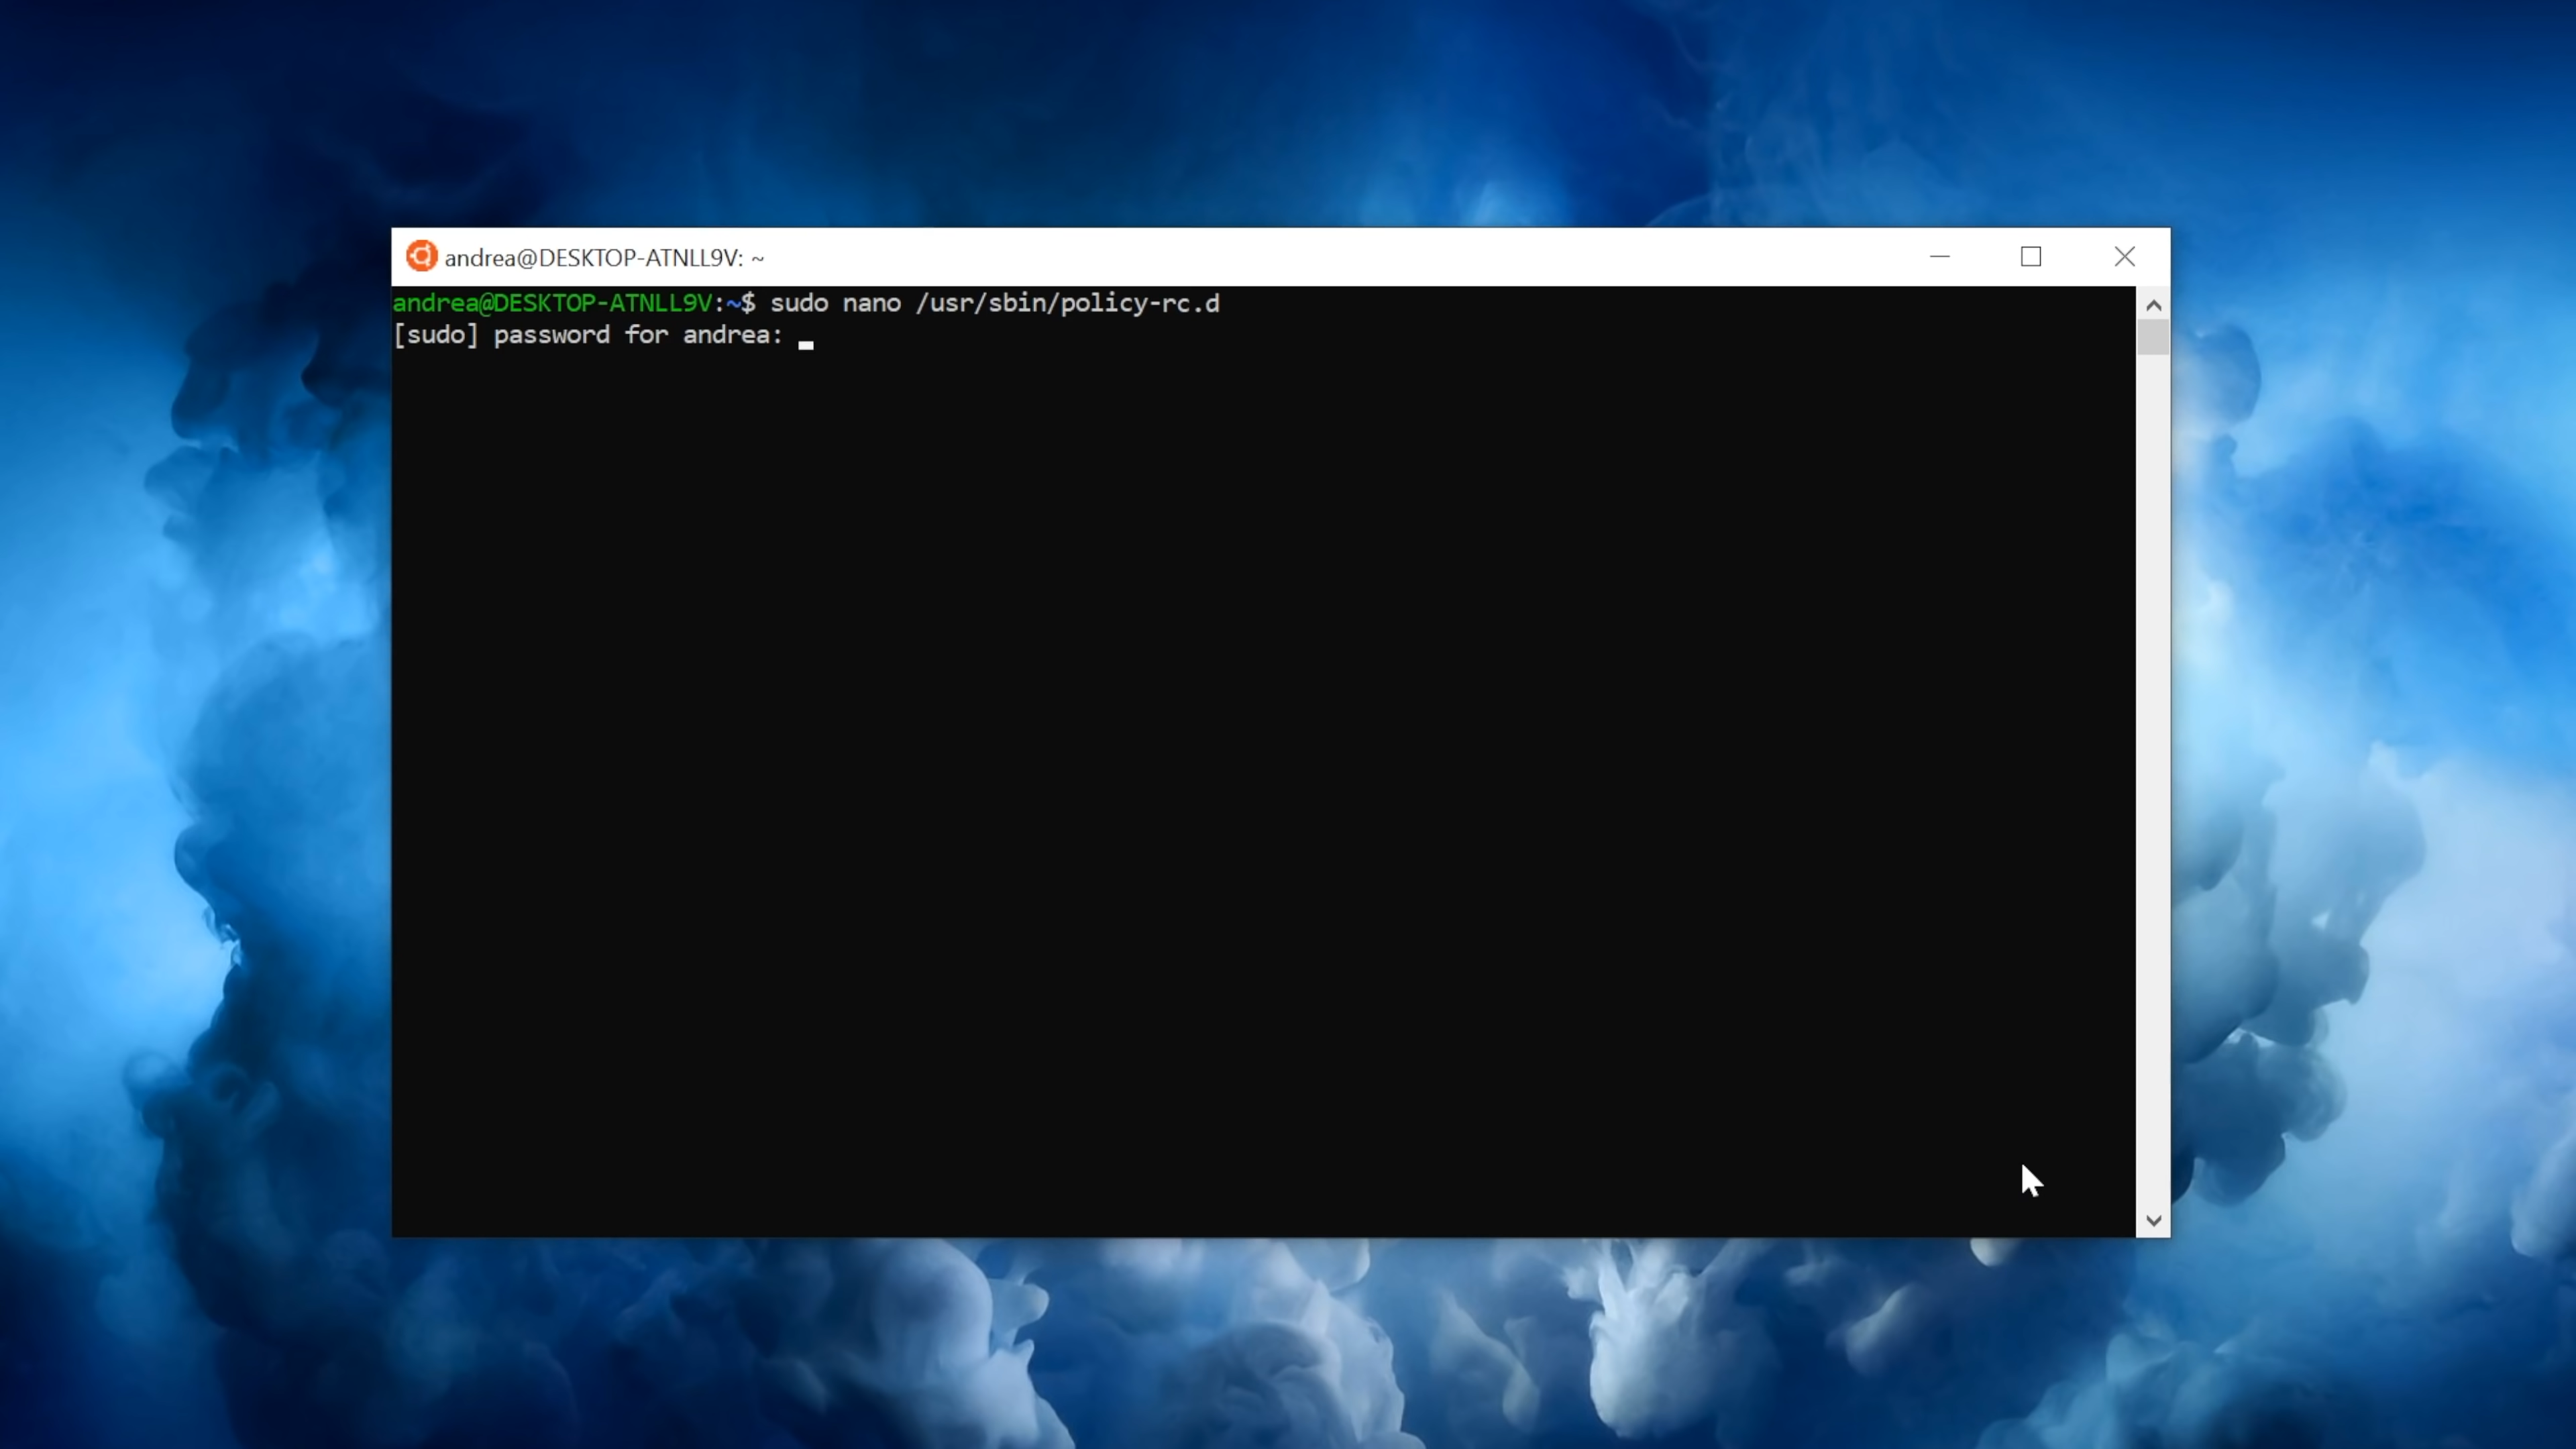 andrea@DESKTOP-ATNLL9V: ~
andrea@DESKTOP-ATNLL9V:~$ sudo nano /usr/sbin/policy-rc.d
[sudo] password for andrea: